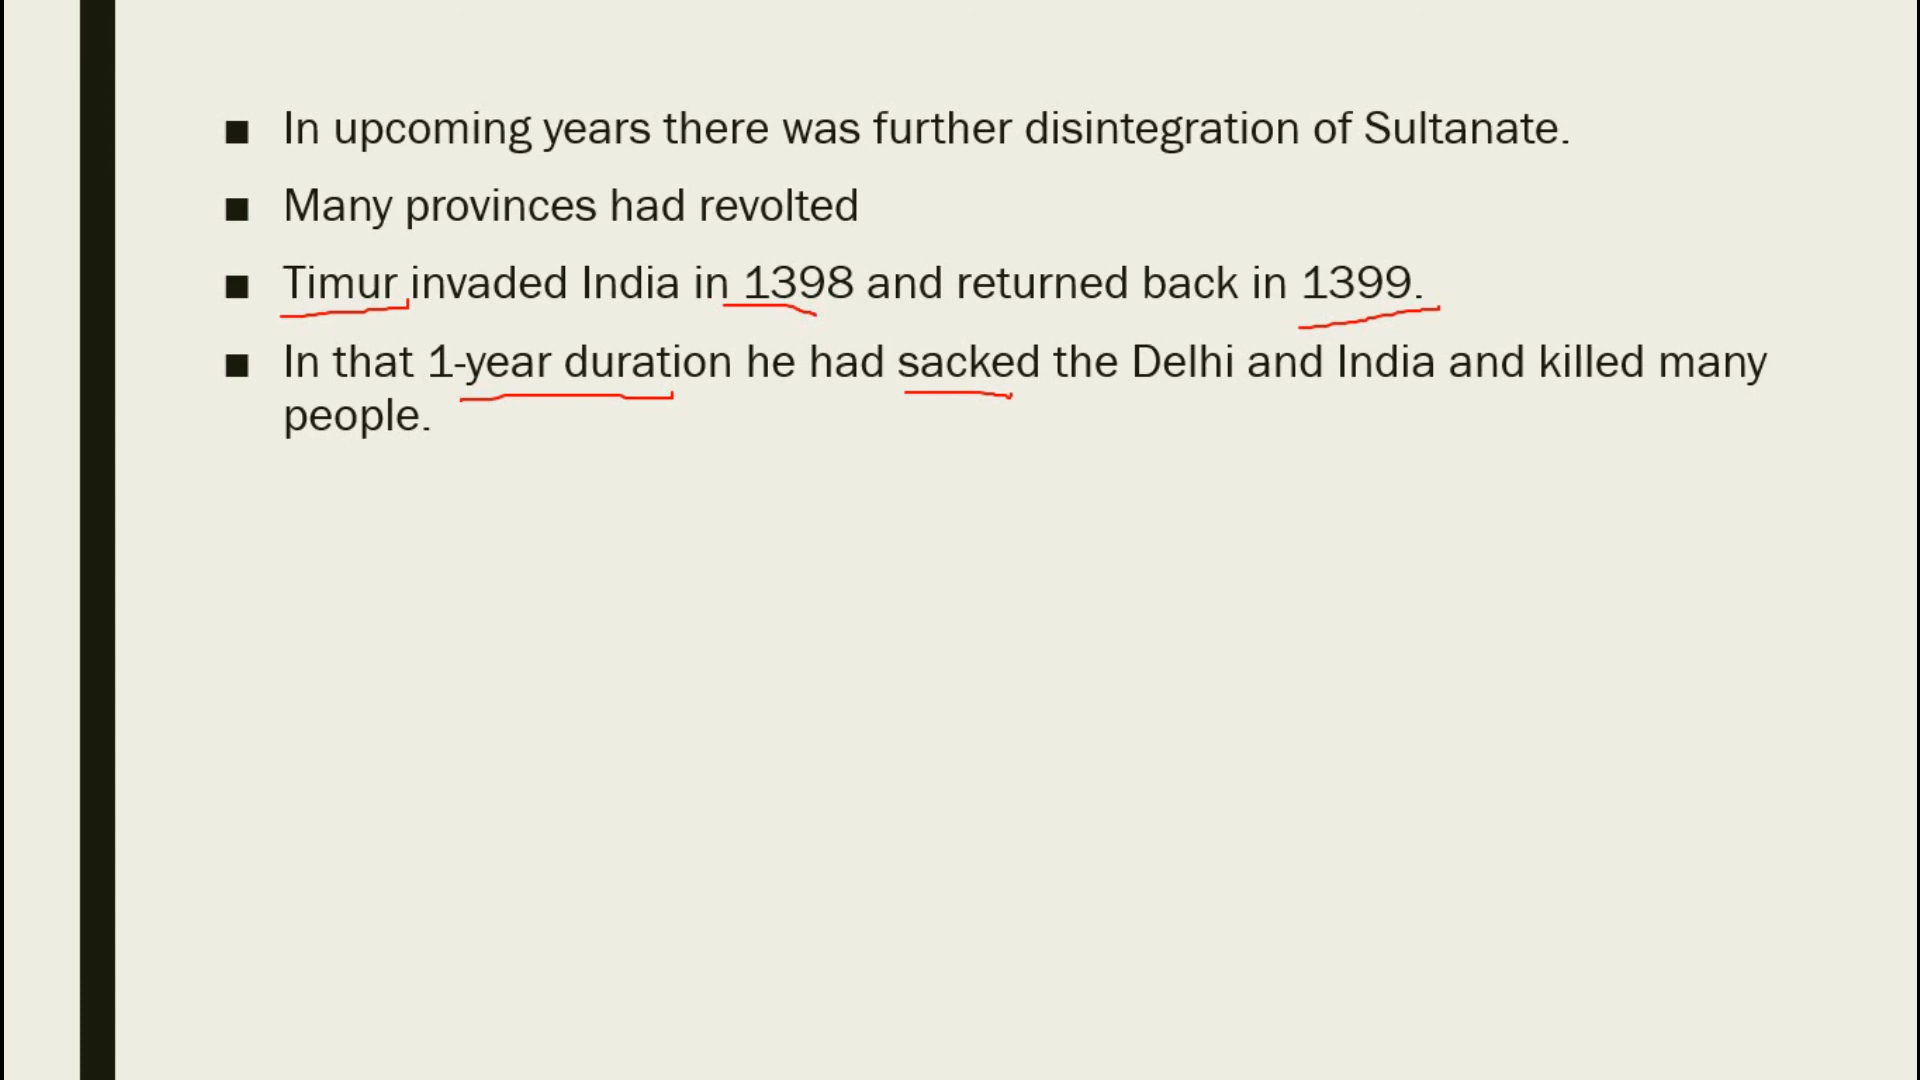 ■ In upcoming years there was further disintegration of Sultanate.
■ Many provinces had revolted
■ Timur invaded India in 1398 and returned back in 1399.
■ In that 1-year duration he had sacked the Delhi and India and killed many
people.